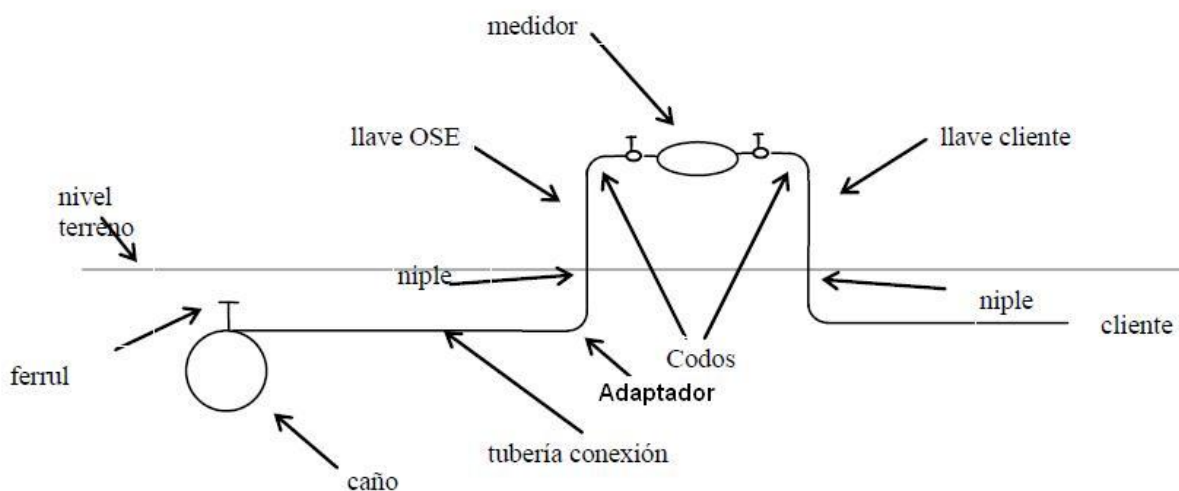 medidor
llave OSE
llave cliente
nivel
terreno
niple
niple
cliente
ferrul
Codos
Adaptador
tubería conexión
caño